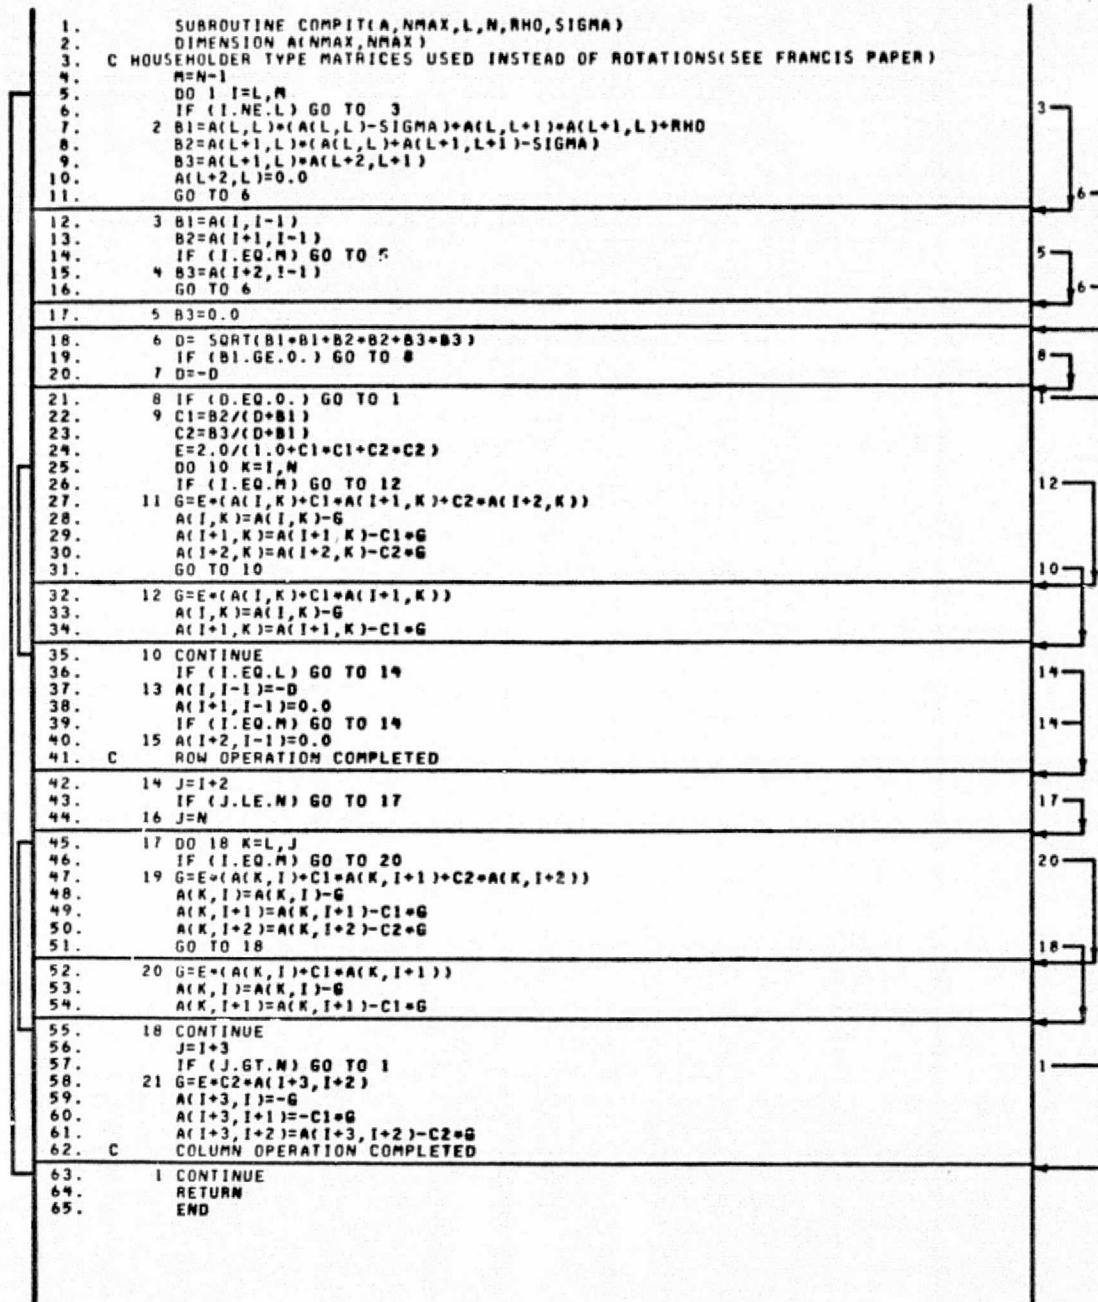 1. SUBROUTINE COMPIT(A,NMAX,L,N,RHO,SIGMA)
2. DIMENSION A(NMAX,NMAX)
3. C HOUSEHOLDER TYPE MATRICES USED INSTEAD OF ROTATIONS(SEE FRANCIS PAPER)
4. M=N-1
5. DO 1 I=L,M
6. IF (I.NE.L) GO TO 3
3
7. 2 B1=A(L,L)*(A(L,L)-SIGMA)+A(L,L+1)*A(L+1,L)+RHO
8. B2=A(L+1,L)*(A(L,L)+A(L+1,L+1)-SIGMA)
9. B3=A(L+1,L)*A(L+2,L+1)
10. A(L+2,L)=0.0
11. GO TO 6
6
12. 3 B1=A(I,I-1)
13. B2=A(I+1,I-1)
14. IF (I.EQ.M) GO TO 5
5
15. 4 B3=A(I+2,I-1)
16. GO TO 6
6
17. 5 B3=0.0
18. 6 D= SQRT(B1*B1+B2*B2+B3*B3)
19. IF (B1.GE.0.) GO TO 8
8
20. 7 D=-D
21. 8 IF (D.EQ.0.) GO TO 1
1
22. 9 C1=B2/(D+B1)
23. C2=B3/(D+B1)
24. E=2.0/(1.0+C1*C1+C2*C2)
25. DO 10 K=I,N
26. IF (I.EQ.M) GO TO 12
12
27. 11 G=E*(A(I,K)+C1*A(I+1,K)+C2*A(I+2,K))
28. A(I,K)=A(I,K)-G
29. A(I+1,K)=A(I+1,K)-C1*G
30. A(I+2,K)=A(I+2,K)-C2*G
31. GO TO 10
10
32. 12 G=E*(A(I,K)+C1*A(I+1,K))
33. A(I,K)=A(I,K)-G
34. A(I+1,K)=A(I+1,K)-C1*G
35. 10 CONTINUE
36. IF (I.EQ.L) GO TO 14
14
37. 13 A(I,I-1)=-D
38. A(I+1,I-1)=0.0
39. IF (I.EQ.M) GO TO 14
14
40. 15 A(I+2,I-1)=0.0
41. C ROW OPERATION COMPLETED
42. 14 J=I+2
43. IF (J.LE.N) GO TO 17
17
44. 16 J=N
45. 17 DO 18 K=L,J
46. IF (I.EQ.M) GO TO 20
20
47. 19 G=E*(A(K,I)+C1*A(K,I+1)+C2*A(K,I+2))
48. A(K,I)=A(K,I)-G
49. A(K,I+1)=A(K,I+1)-C1*G
50. A(K,I+2)=A(K,I+2)-C2*G
51. GO TO 18
18
52. 20 G=E*(A(K,I)+C1*A(K,I+1))
53. A(K,I)=A(K,I)-G
54. A(K,I+1)=A(K,I+1)-C1*G
55. 18 CONTINUE
56. J=I+3
57. IF (J.GT.N) GO TO 1
1
58. 21 G=E*C2*A(I+3,I+2)
59. A(I+3,I)=-G
60. A(I+3,I+1)=-C1*G
61. A(I+3,I+2)=A(I+3,I+2)-C2*G
62. C COLUMN OPERATION COMPLETED
63. 1 CONTINUE
64. RETURN
65. END